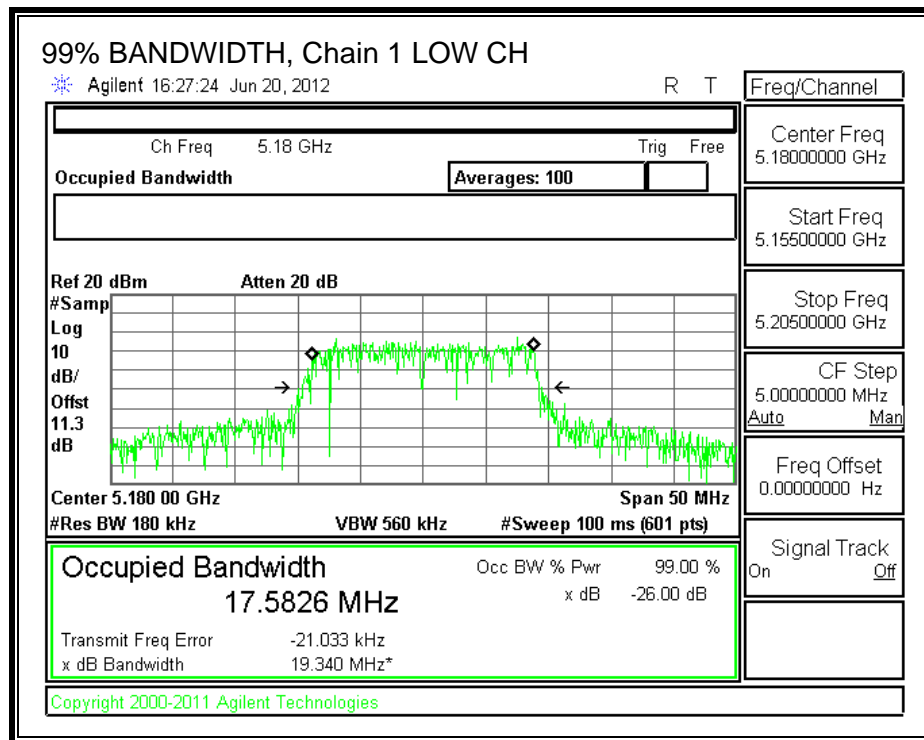 99% BANDWIDTH, Chain 1 LOW CH
Agilent 16:27:24 Jun 20, 2012 R T
Freq/Channel
Ch Freq 5.18 GHz Trig Free
Occupied Bandwidth Averages: 100
Center Freq
5.18000000 GHz
Start Freq
5.15500000 GHz
Stop Freq
5.20500000 GHz
CF Step
5.00000000 MHz
Auto Man
Freq Offset
0.00000000 Hz
Signal Track
On Off
Ref 20 dBm Atten 20 dB
#Samp
Log
10
dB/
Offst
11.3
dB
Center 5.180 00 GHz Span 50 MHz
#Res BW 180 kHz VBW 560 kHz #Sweep 100 ms (601 pts)
Occupied Bandwidth Occ BW % Pwr 99.00 %
17.5826 MHz x dB -26.00 dB
Transmit Freq Error -21.033 kHz
x dB Bandwidth 19.340 MHz*
Copyright 2000-2011 Agilent Technologies